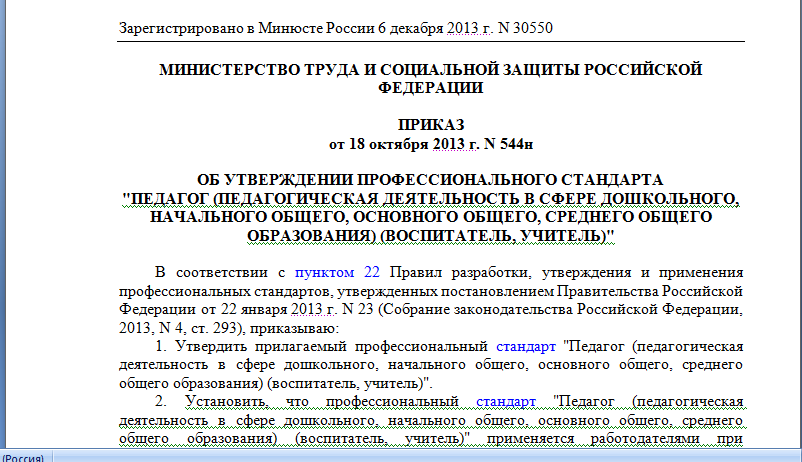 Зарегистрировано в Минюсте России 6 декабря 2013 г. N 30550
МИНИСТЕРСТВО ТРУДА И СОЦИАЛЬНОЙ ЗАЩИТЫ РОССИЙСКОЙ
ФЕДЕРАЦИИ
ПРИКАЗ
от 18 октября 2013 г. N 544н
ОБ УТВЕРЖДЕНИИ ПРОФЕССИОНАЛЬНОГО СТАНДАРТА
"ПЕДАГОГ (ПЕДАГОГИЧЕСКАЯ ДЕЯТЕЛЬНОСТЬ В СФЕРЕ ДОШКОЛЬНОГО,
НАЧАЛЬНОГО ОБЩЕГО, ОСНОВНОГО ОБЩЕГО, СРЕДНЕГО ОБЩЕГО
ОБРАЗОВАНИЯ) (ВОСПИТАТЕЛЬ, УЧИТЕЛЬ)"
В соответствии с пунктом 22 Правил разработки, утверждения и применения
профессиональных стандартов, утвержденных постановлением Правительства Российской
Федерации от 22 января 2013 г. N 23 (Собрание законодательства Российской Федерации,
2013, N 4, ст. 293), приказываю:
1. Утвердить прилагаемый профессиональный стандарт "Педагог (педагогическая
деятельность в сфере дошкольного, начального общего, основного общего, среднего
общего образования) (воспитатель, учитель)".
2. Установить, что профессиональный стандарт "Педагог (педагогическая
деятельность в сфере дошкольного, начального общего, основного общего, среднего
общего образования) (воспитатель, учитель)" применяется работодателями при
(Россия)